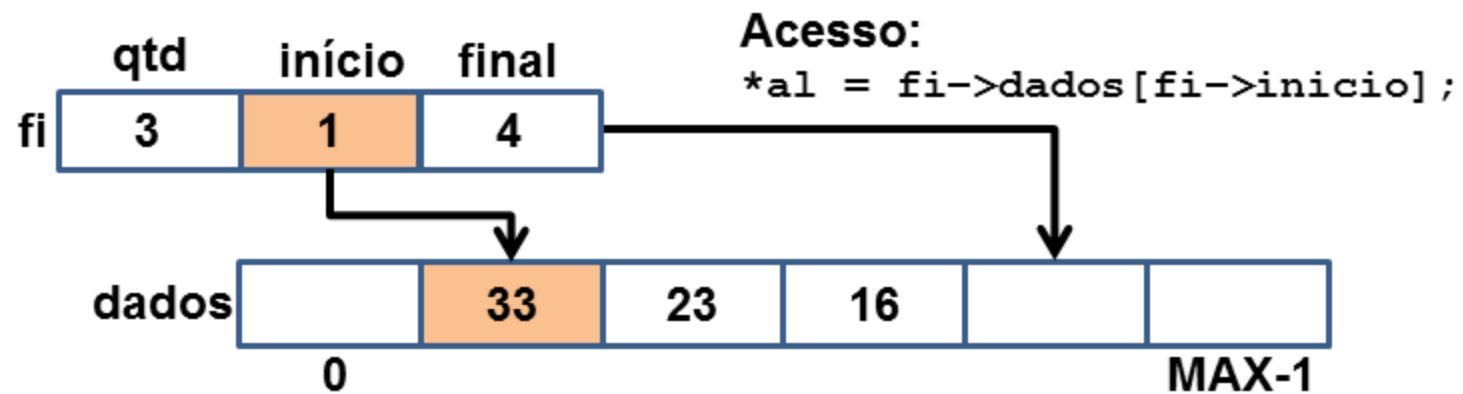 Acesso:
*al = fi->dados[fi->inicio];
qtd início final
fi 3 1 4
dados 33 23 16
0 MAX-1